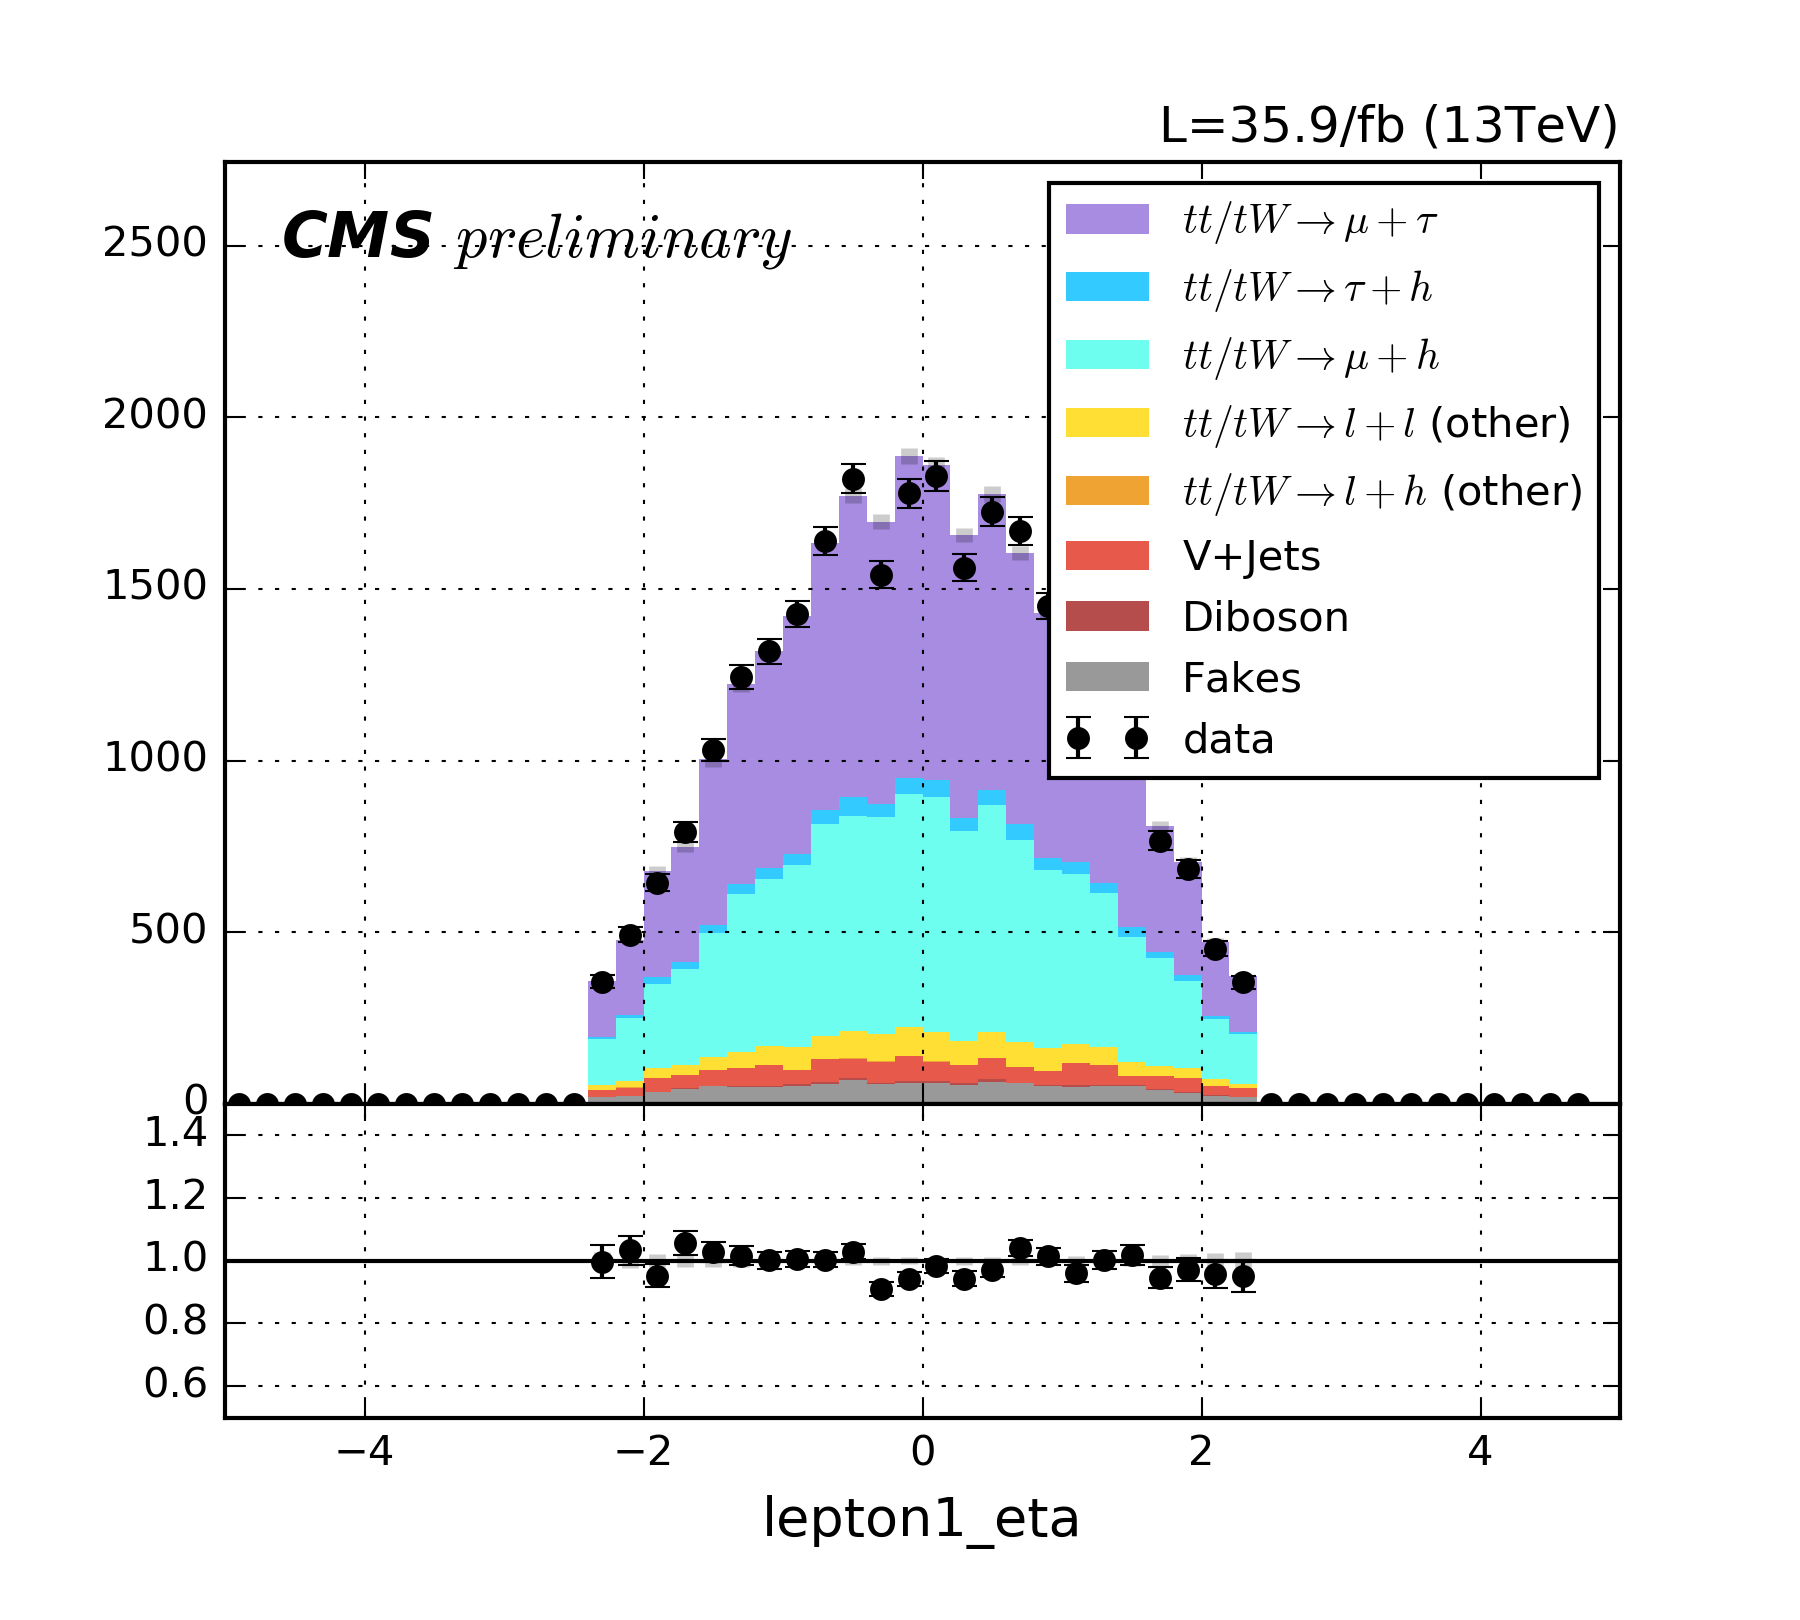 L=35.9/fb (13TeV)
CMS preliminary
2500
2000
1500
1000
500
0
tt/tW→μ+τ
tt/tW→τ+h
tt/tW→μ+h
tt/tW→l+l (other)
tt/tW→l+h (other)
V+Jets
Diboson
Fakes
data
1.4
1.2
1.0
0.8
0.6
−4 −2 0 2 4
lepton1_eta